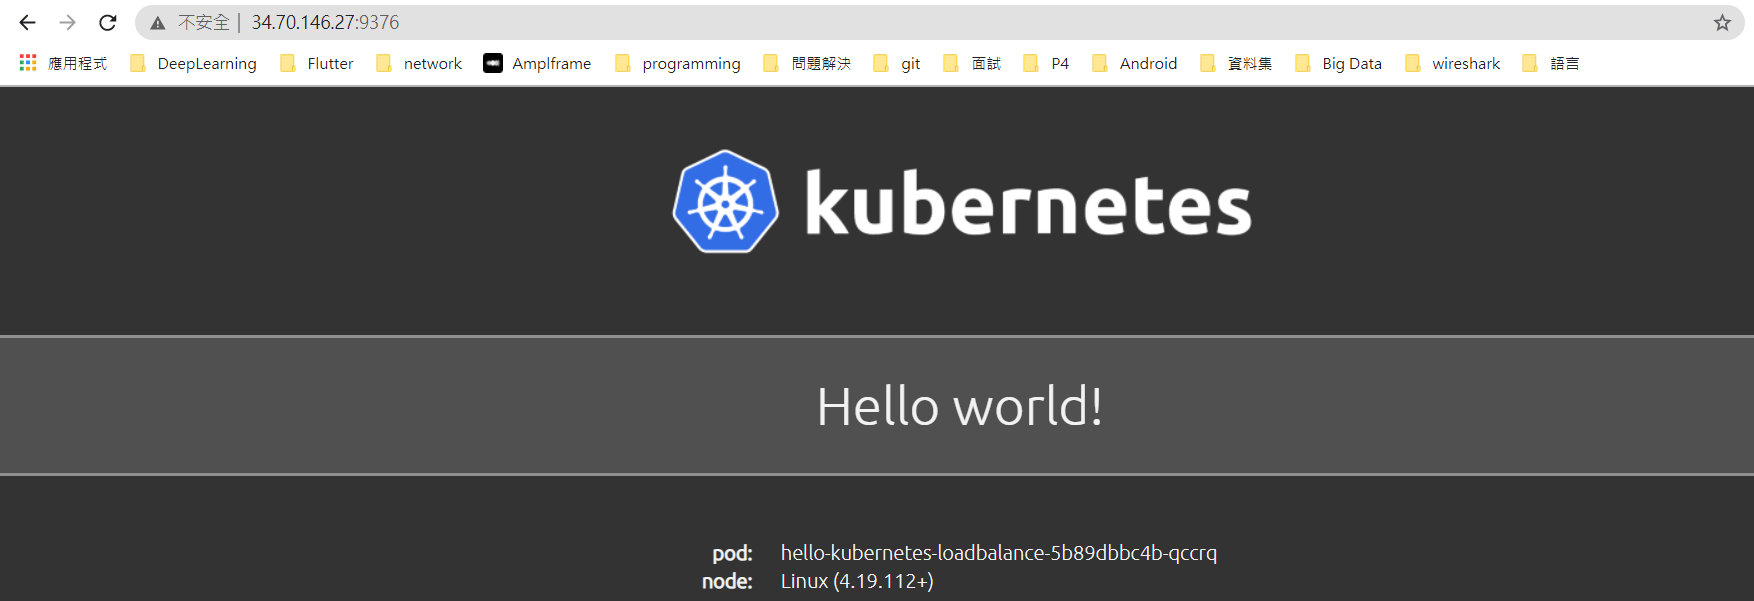 不安全 | 34.70.146.27:9376
應用程式 DeepLearning Flutter network Amplframe programming 問題解決 git 面試 P4 Android 資料集 Big Data wireshark 語言
kubernetes
Hello world!
pod: hello-kubernetes-loadbalance-5b89dbbc4b-qccrq
node: Linux (4.19.112+)